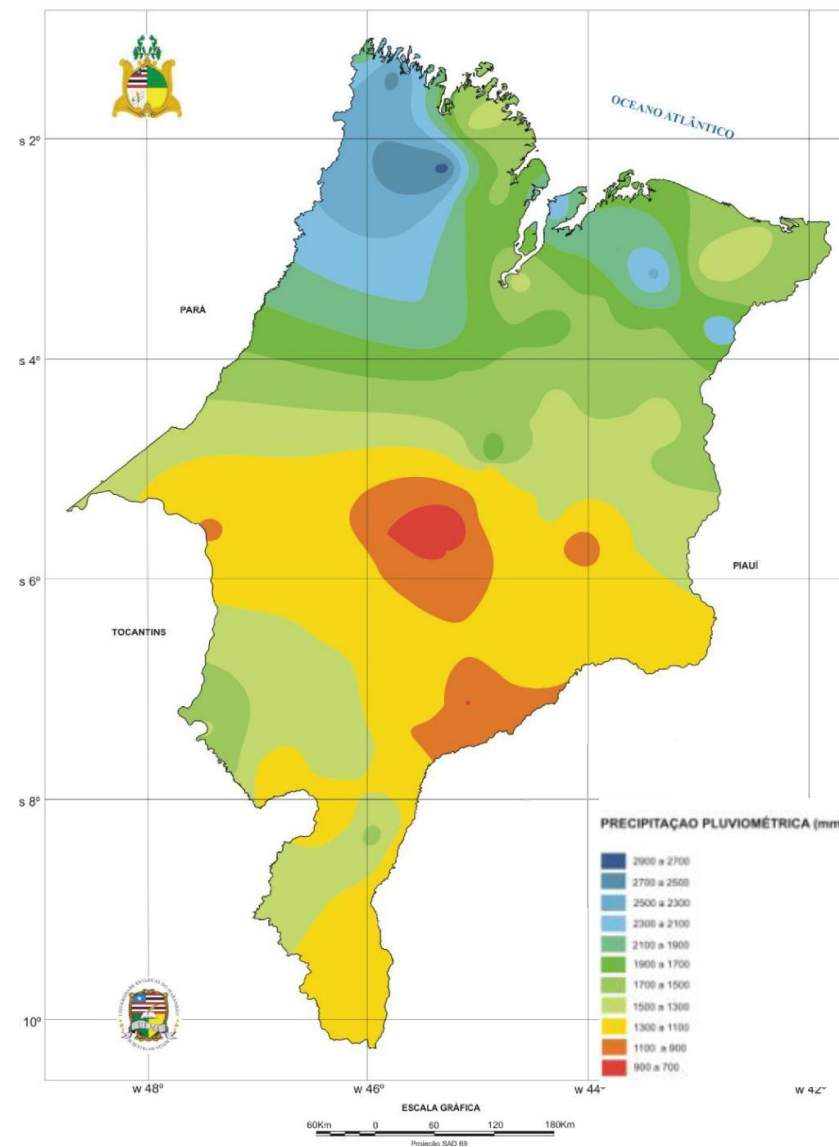 OCEANO ATLÂNTICO
s 2º
PARÁ
s 4º
PIAUÍ
s 6º
TOCANTINS
s 8º
PRECIPITAÇAO PLUVIOMÉTRICA (mm
2900 a 2700
2700 a 2500
2500 a 2300
2300 a 2100
2100 a 1900
1900 a 1700
1700 a 1500
1500 a 1300
1300 a 1100
1100 a 900
900 a 700
10º
w 48º
w 46º
w 44º
w 42º
ESCALA GRÁFICA
60Km 0 60 120 180Km
Projeção SAD 69